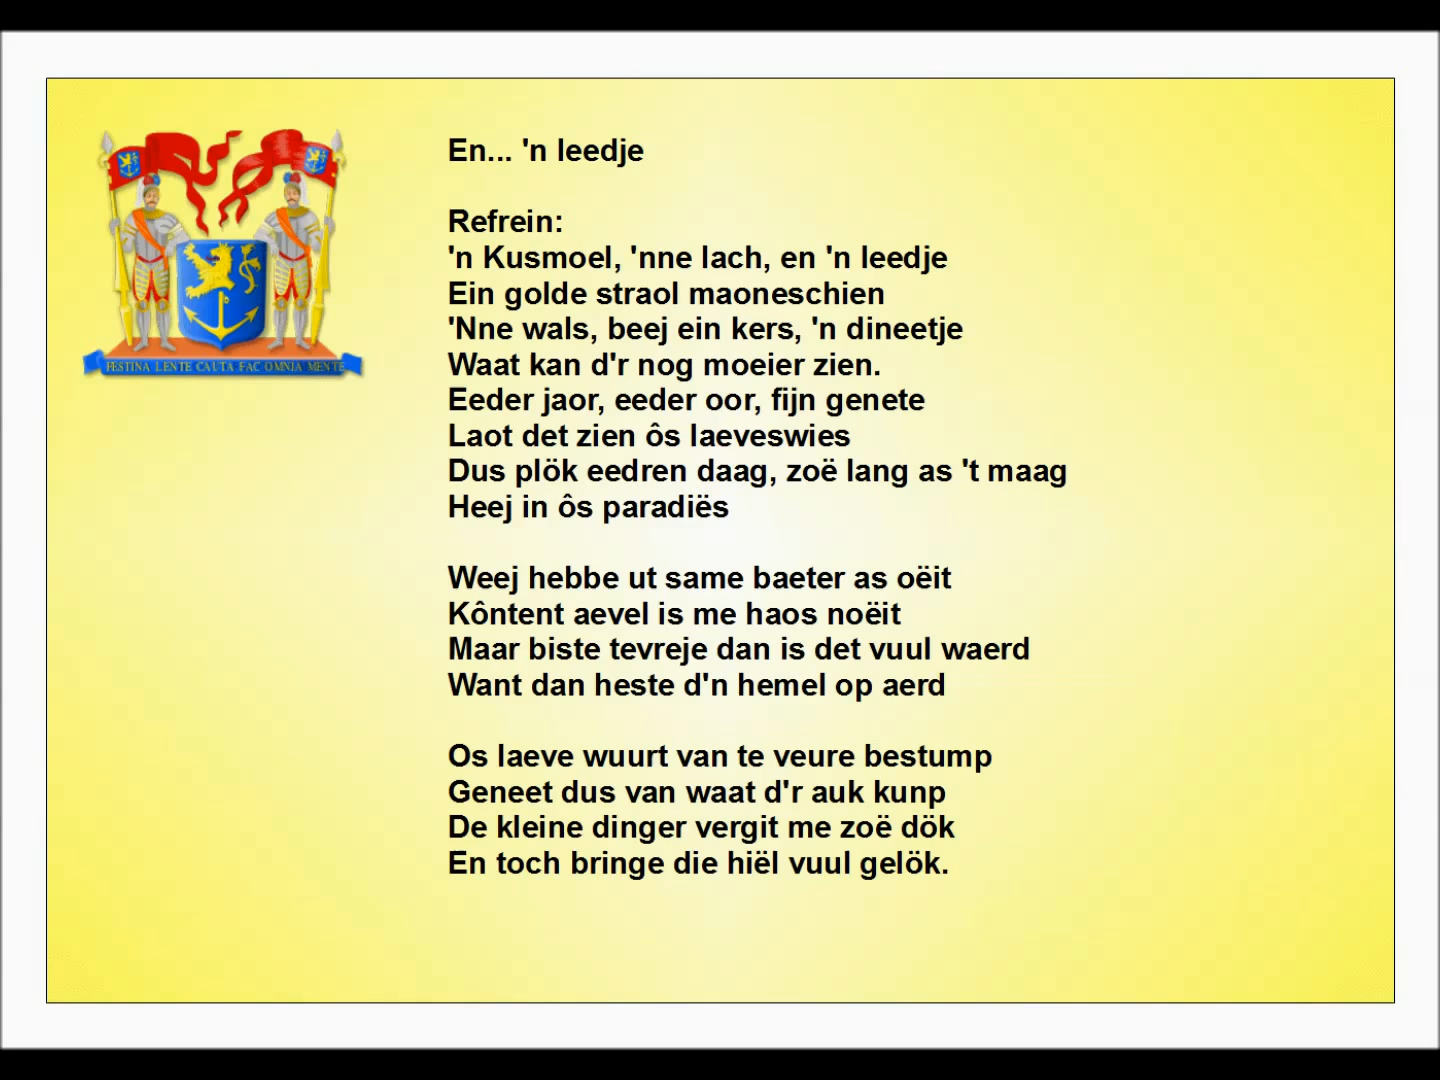 FESTINA LENTE CAUTA FAC OMNIA MENTE
En... 'n leedje
Refrein:
'n Kusmoel, 'nne lach, en 'n leedje
Ein golde straol maoneschien
'Nne wals, beej ein kers, 'n dineetje
Waat kan d'r nog moeier zien.
Eeder jaor, eeder oor, fijn genete
Laot det zien ôs laeveswies
Dus plök eedren daag, zoë lang as 't maag
Heej in ôs paradiës
Weej hebbe ut same baeter as oëit
Kôntent aevel is me haos noëit
Maar biste tevreje dan is det vuul waerd
Want dan heste d'n hemel op aerd
Os laeve wuurt van te veure bestump
Geneet dus van waat d'r auk kunp
De kleine dinger vergit me zoë dök
En toch bringe die hiël vuul gelök.